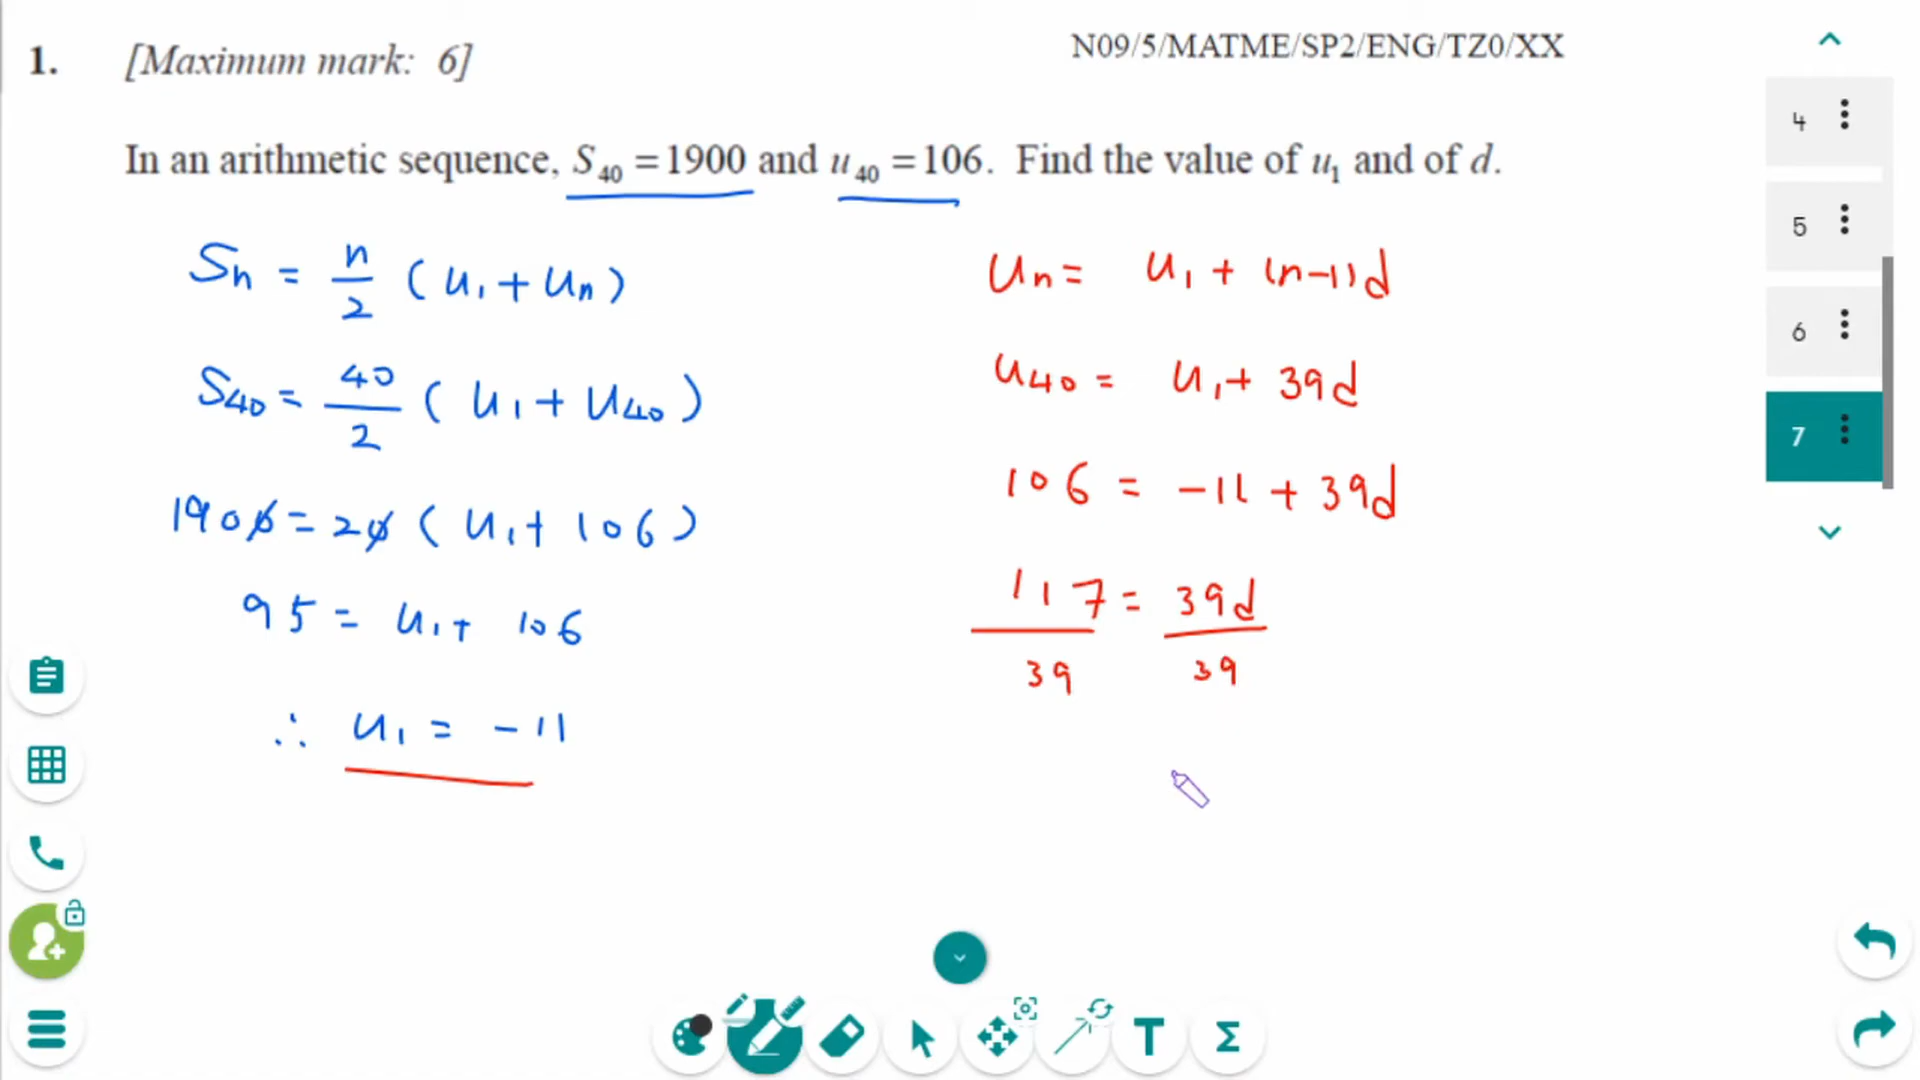 1. [Maximum mark: 6]
N09/5/MATME/SP2/ENG/TZ0/XX
In an arithmetic sequence, S₄₀ = 1900 and u₄₀ = 106. Find the value of u₁ and of d.
Sₙ = n/2 (u₁ + uₙ)
S₄₀ = 40/2 (u₁ + u₄₀)
1900 = 20 (u₁ + 106)
95 = u₁ + 106
∴ u₁ = -11
Uₙ = u₁ + (n-1)d
u₄₀ = u₁ + 39d
106 = -11 + 39d
117/39 = 39d/39
4
5
6
7
T
Σ